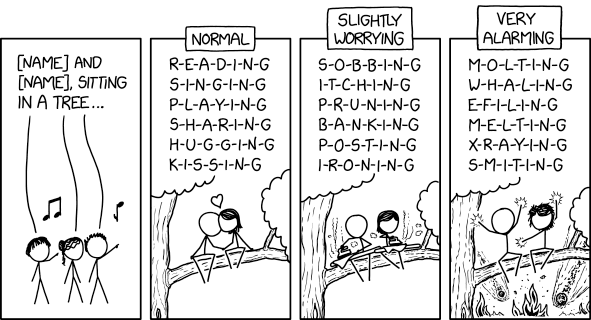 [NAME] AND
[NAME], SITTING
IN A TREE...
NORMAL
R-E-A-D-I-N-G
S-I-N-G-I-N-G
P-L-A-Y-I-N-G
S-H-A-R-I-N-G
H-U-G-G-I-N-G
K-I-S-S-I-N-G
SLIGHTLY
WORRYING
S-O-B-B-I-N-G
I-T-C-H-I-N-G
P-R-U-N-I-N-G
B-A-N-K-I-N-G
P-O-S-T-I-N-G
I-R-O-N-I-N-G
VERY
ALARMING
M-O-L-T-I-N-G
W-H-A-L-I-N-G
E-F-I-L-I-N-G
M-E-L-T-I-N-G
X-R-A-Y-I-N-G
S-M-I-T-I-N-G